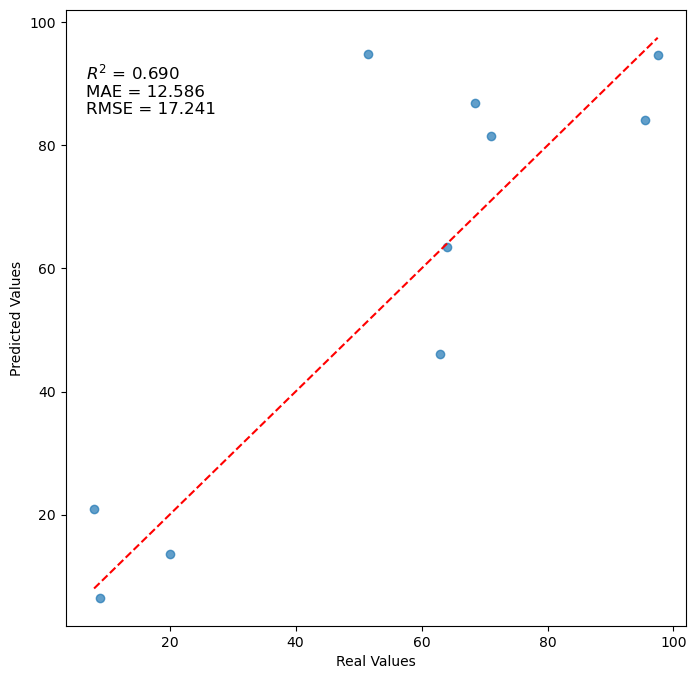 100
80
60
40
20
20
40
60
80
100
Predicted Values
Real Values
R² = 0.690
MAE = 12.586
RMSE = 17.241